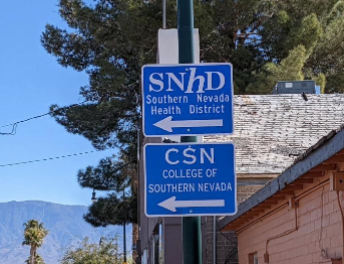 SNhD
Southern Nevada
Health District
CSN
COLLEGE OF
SOUTHERN NEVADA